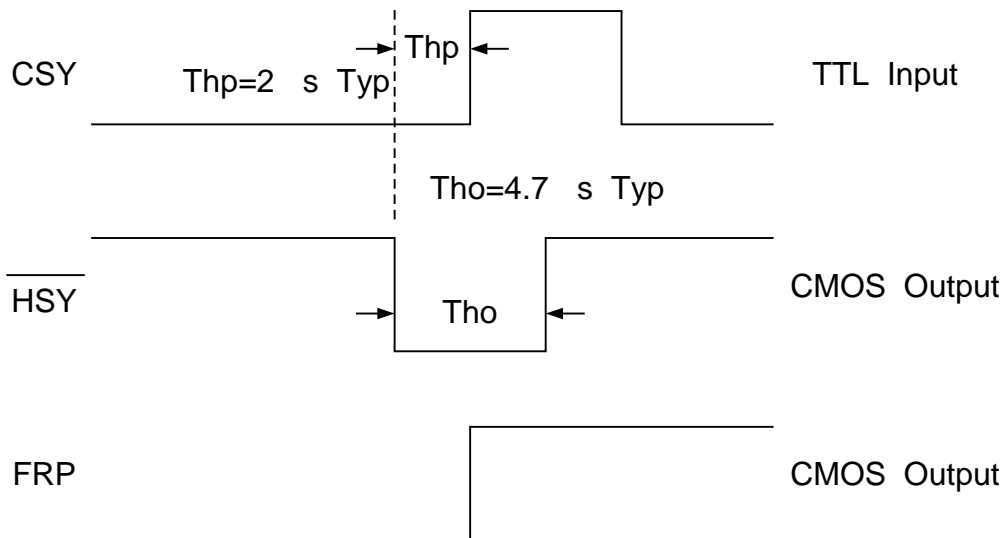 Thp
CSY
Thp=2 s Typ
TTL Input
Tho=4.7 s Typ
HSY
Tho
CMOS Output
FRP
CMOS Output